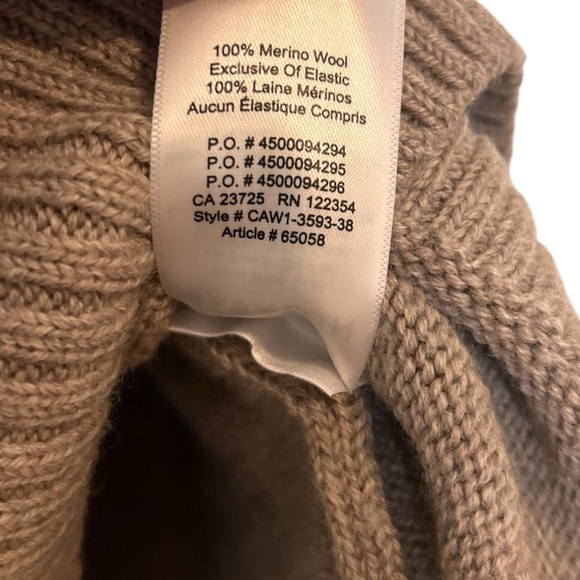 100% Merino Wool
Exclusive Of Elastic
100% Laine Mérinos
Aucun Élastique Compris
P.O. # 4500094294
P.O. # 4500094295
P.O. # 4500094296
CA 23725 RN 122354
Style # CAW1-3593-38
Article # 65058